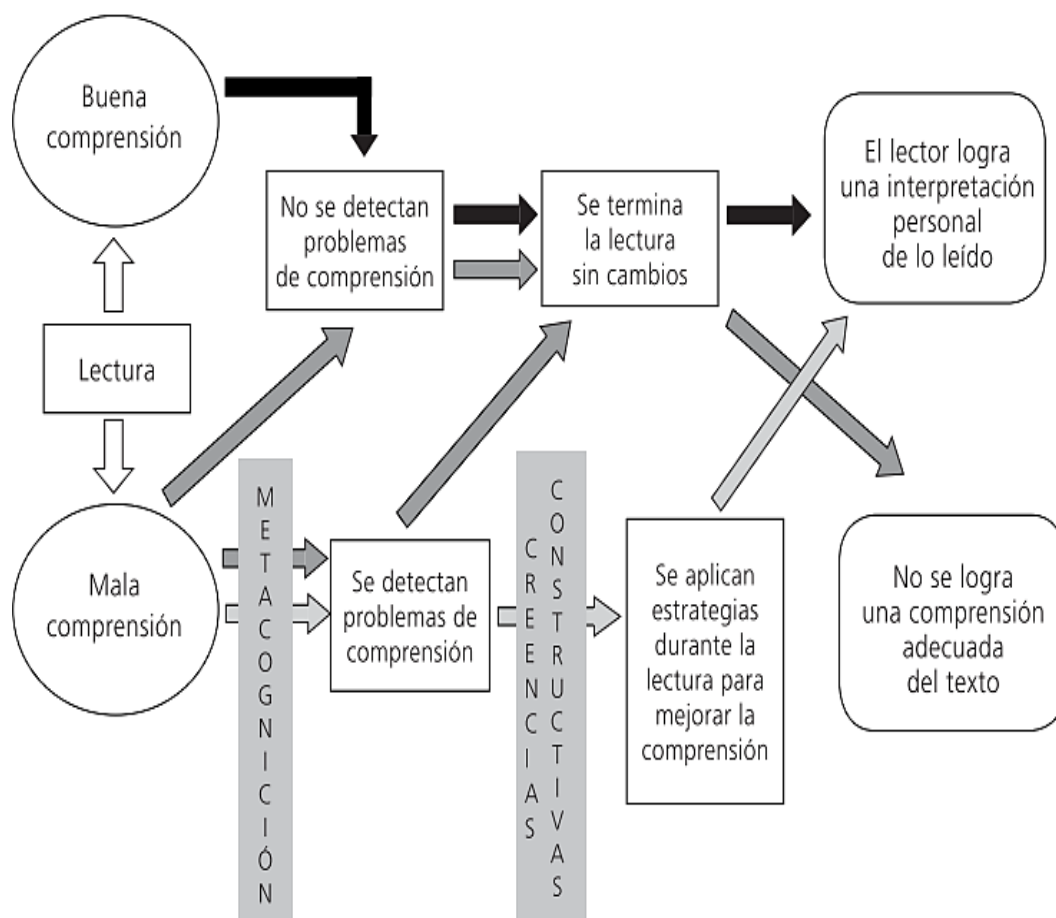 Buena
comprensión
No se detectan
problemas
de comprensión
Se termina
la lectura
sin cambios
El lector logra
una interpretación
personal
de lo leído
Lectura
Mala
comprensión
METACOGNICIÓN
Se detectan
problemas de
comprensión
CREENCIAS
CONSTRUCTIVAS
Se aplican
estrategias
durante la
lectura para
mejorar la
comprensión
No se logra
una comprensión
adecuada
del texto